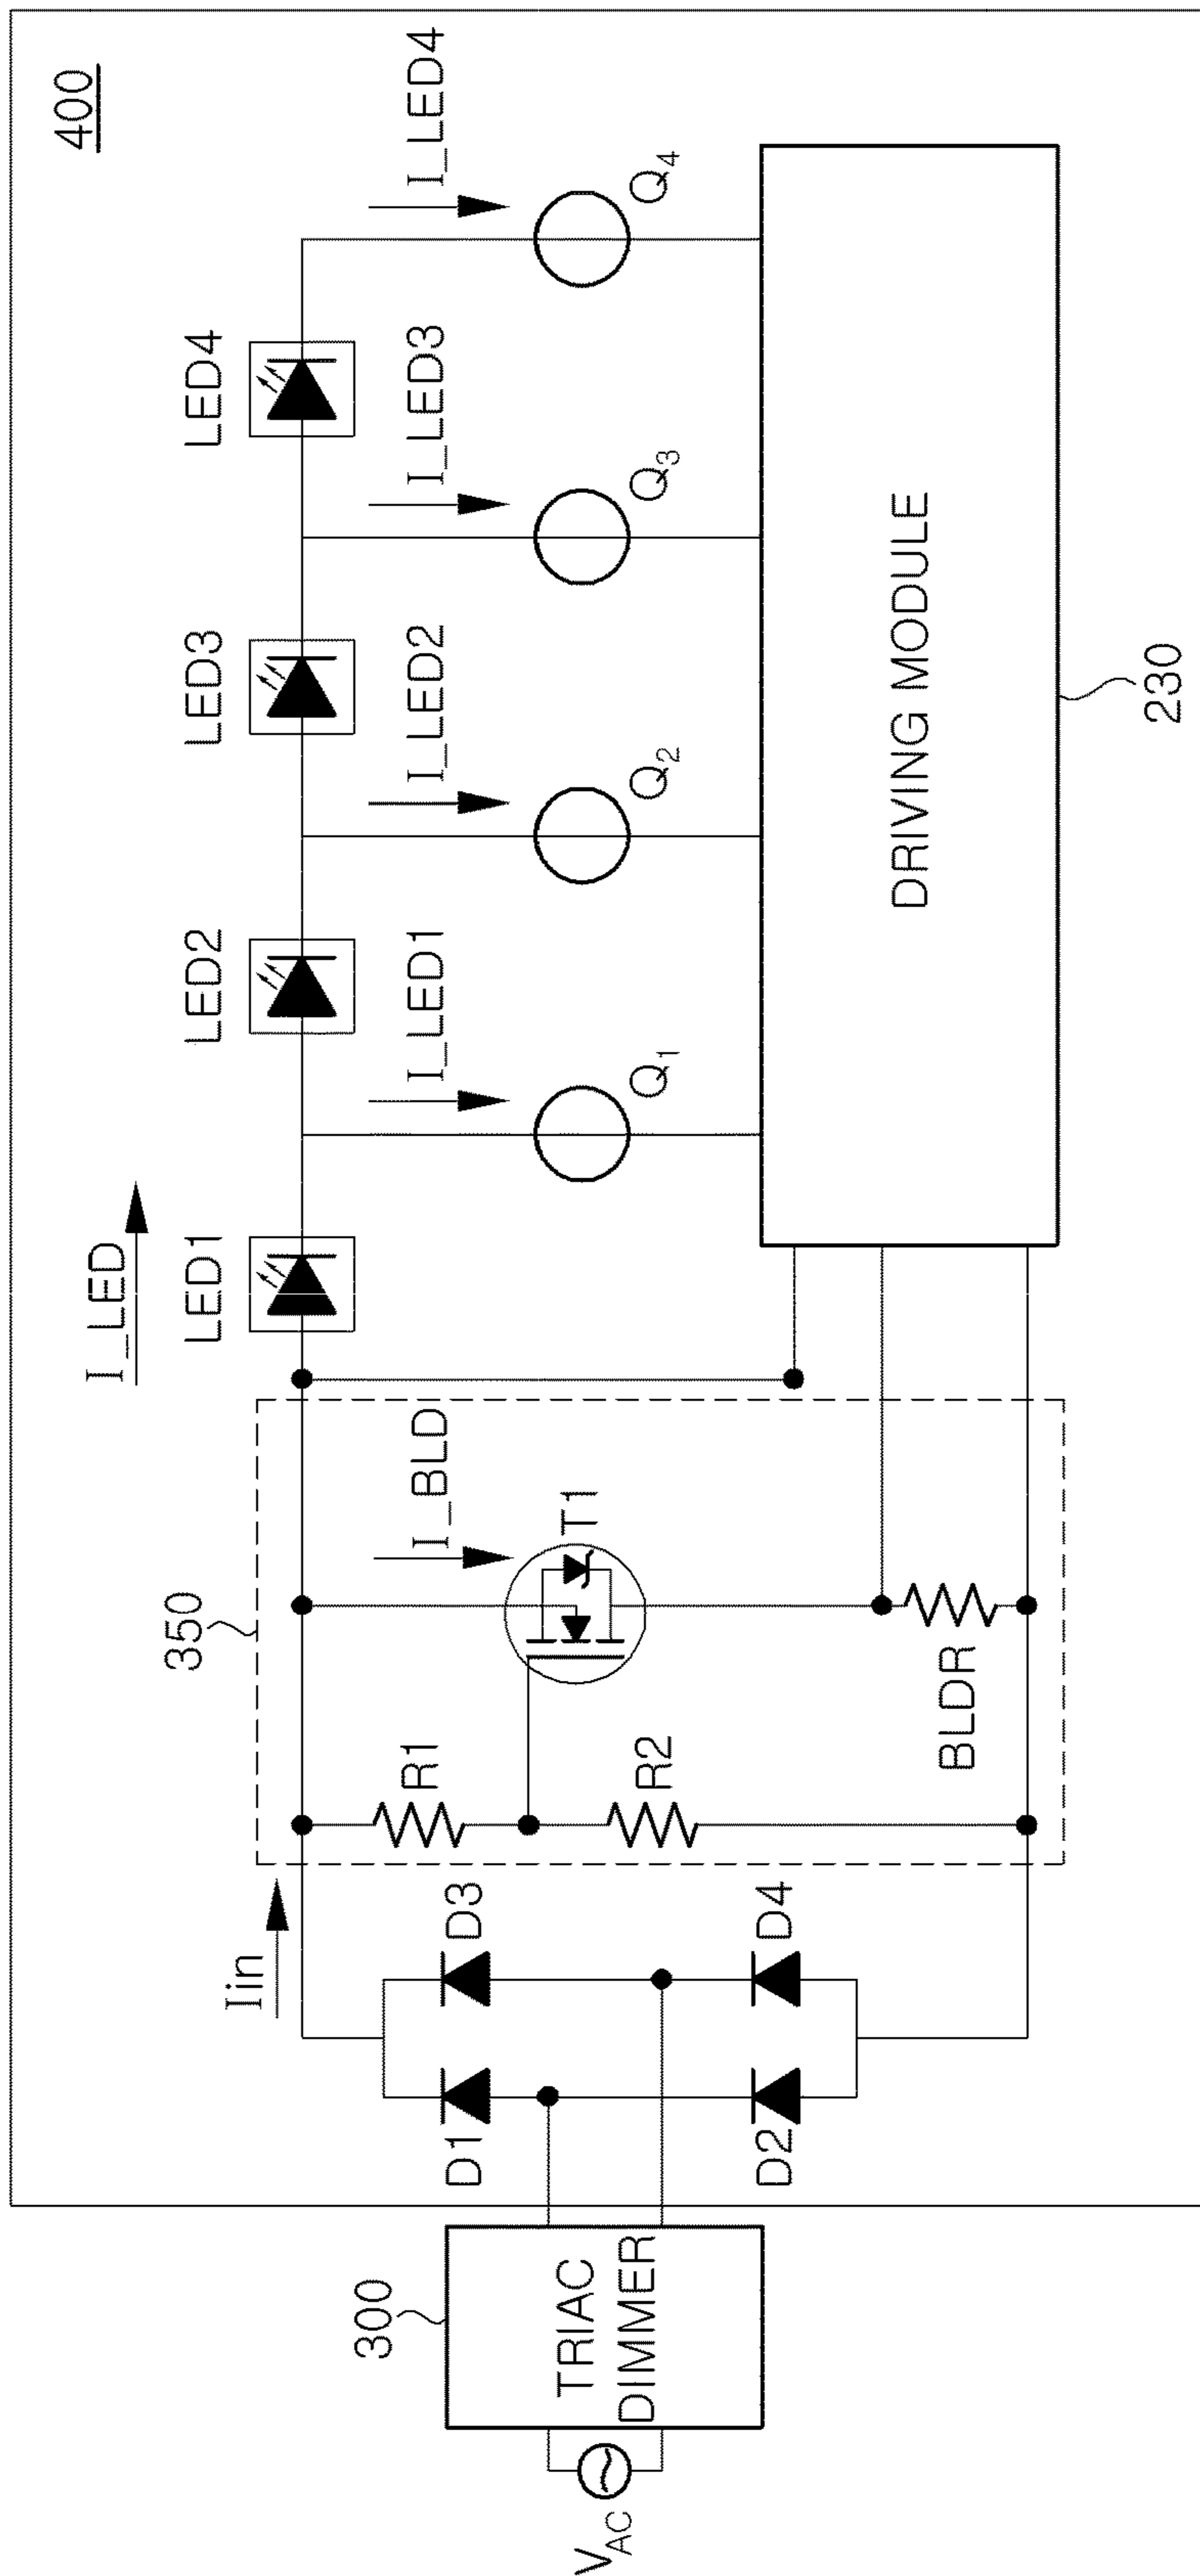 400
I_LED
LED1
LED2
LED3
LED4
I_LED1
I_LED2
I_LED3
I_LED4
Q1
Q2
Q3
Q4
350
Iin
I_BLD
R1
R2
T1
BLDR
D1
D3
D2
D4
300
TRIAC
DIMMER
VAC
DRIVING MODULE
230